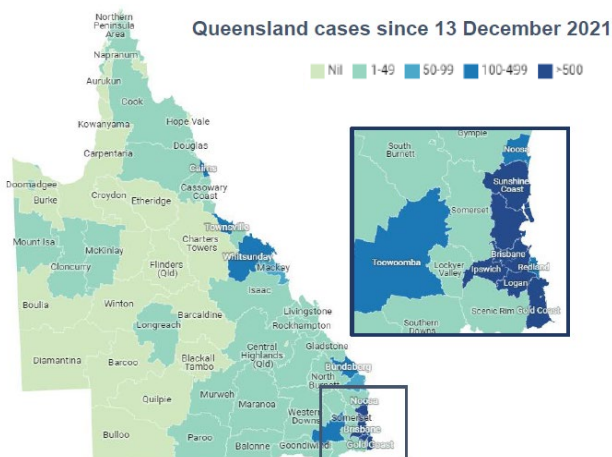 Queensland cases since 13 December 2021
Nil 1-49 50-99 100-499 >500
Northern
Peninsula
Area
Napranum
Aurukun
Cook
Kowanyama
Hope Vale
Carpentaria
Douglas
Cairns
Cassowary
Coast
Doomadgee
Burke
Croydon
Etheridge
Townsville
Mount Isa
McKinlay
Cloncurry
Charters
Towers
Whitsunday
Mackay
Flinders
(Qld)
Isaac
Boulia
Winton
Barcaldine
Longreach
Livingstone
Rockhampton
Diamantina
Barcoo
Blackall
Tambo
Central
Highlands
(Qld)
Gladstone
Bundaberg
North
Burnett
Quilpie
Murweh
Maranoa
Western
Downs
Noosa
Somerset
Brisbane
Bulloo
Paroo
Balonne
Goondiwindi
Gold Coast
Gympie
South
Burnett
Noosa
Sunshine
Coast
Somerset
Toowoomba
Lockyer
Valley
Brisbane
Ipswich
Redland
Logan
Scenic Rim
Gold Coast
Southern
Downs